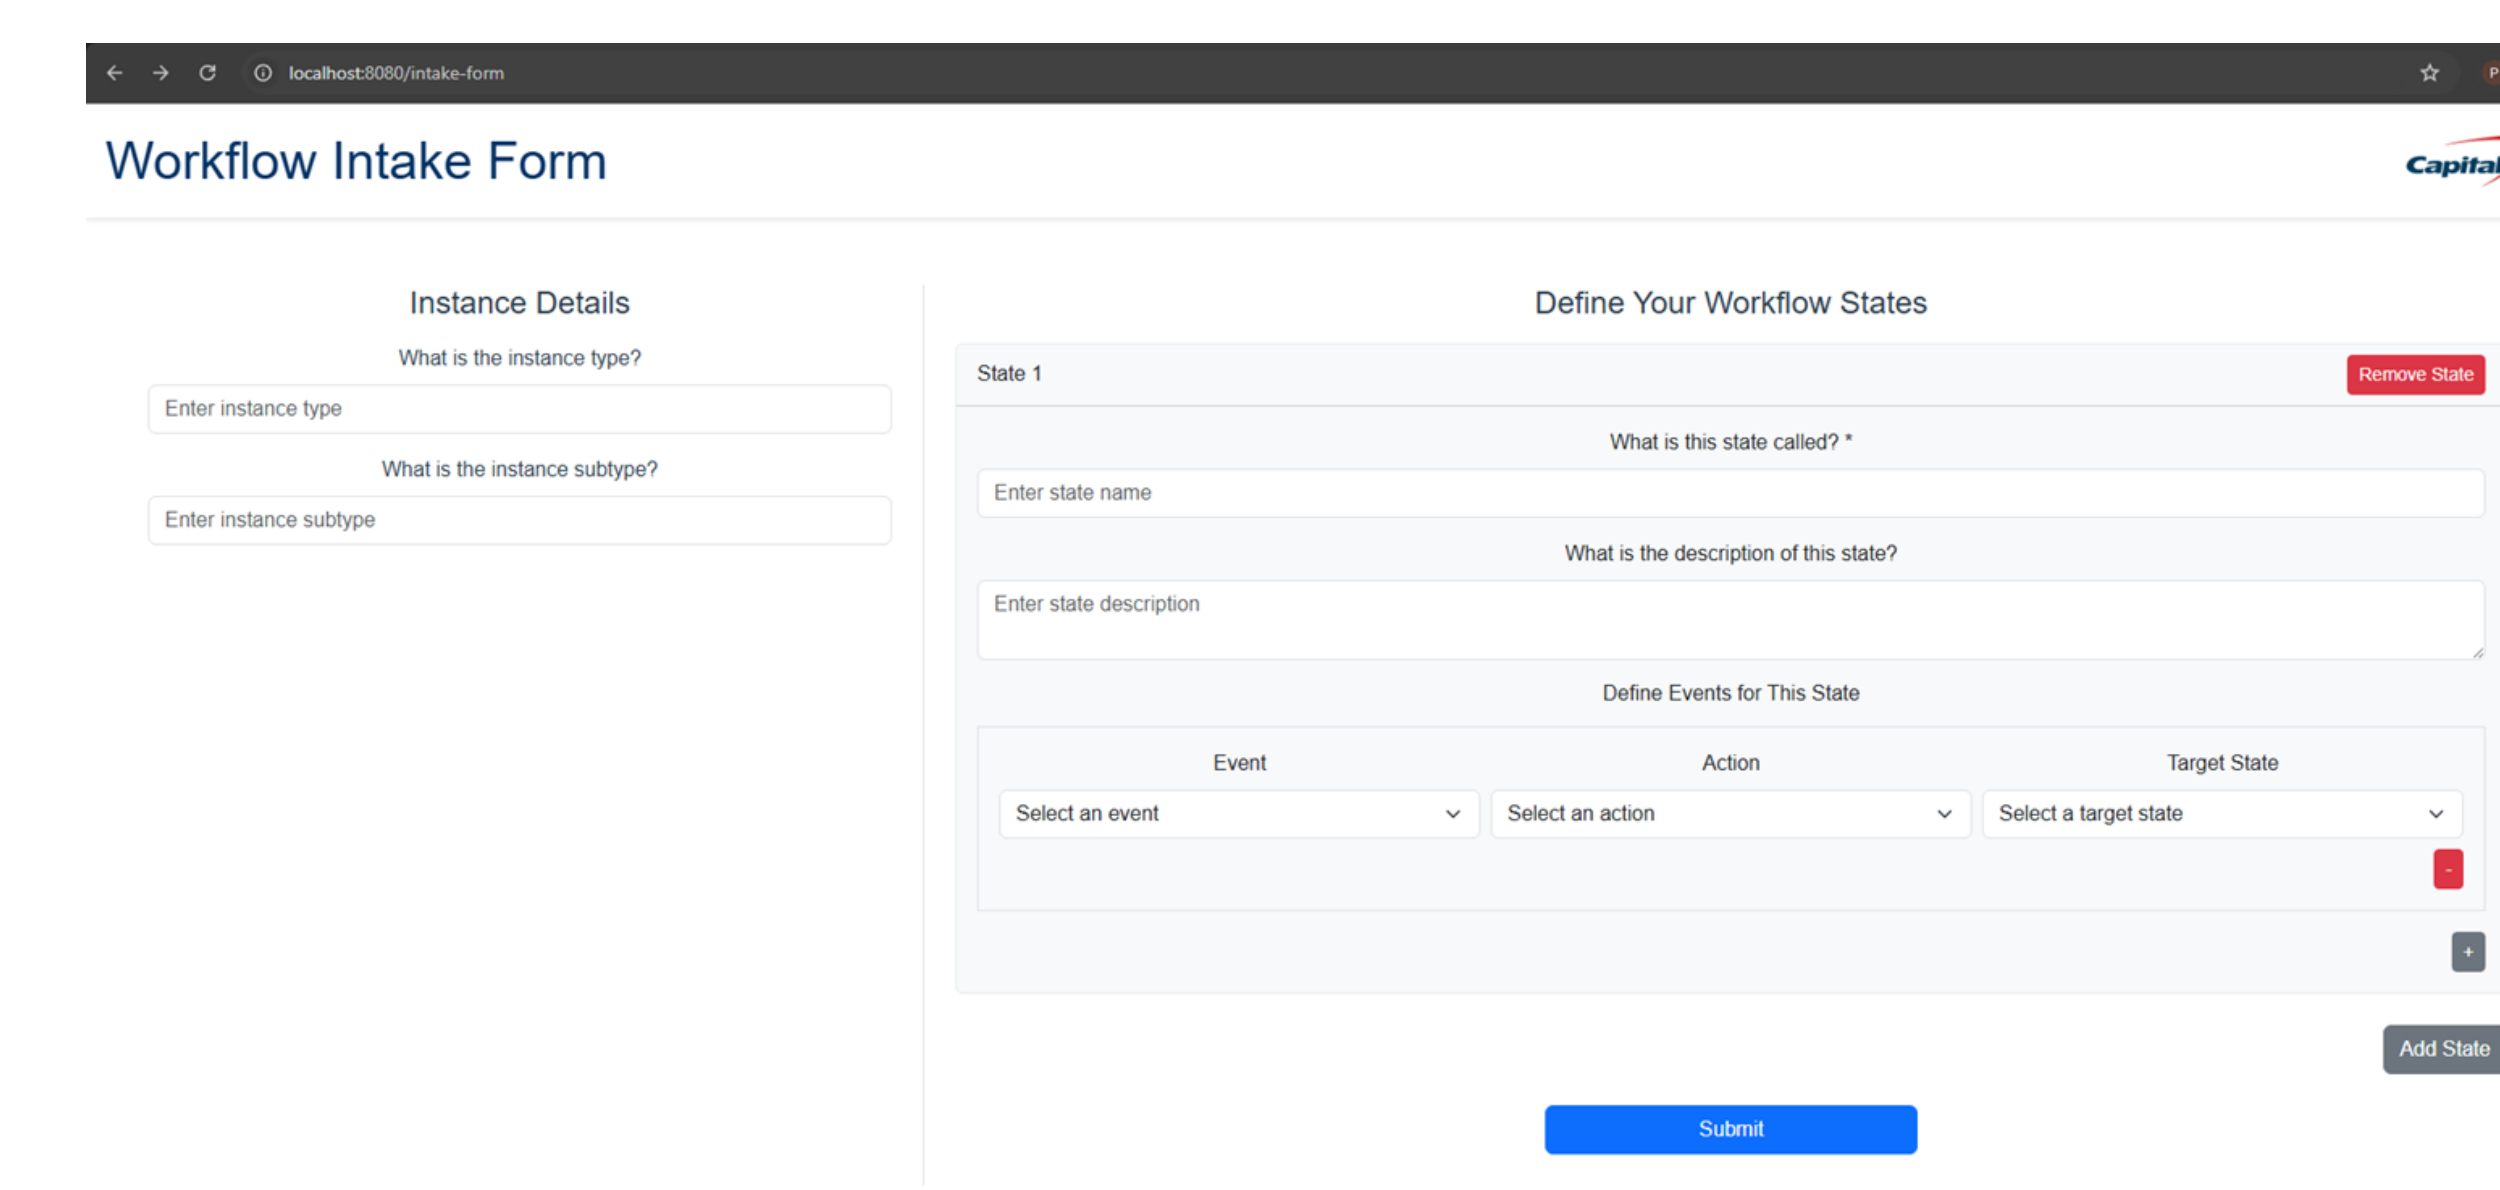 localhost:8080/intake-form
P
Workflow Intake Form
Capital
Instance Details
What is the instance type?
Enter instance type
What is the instance subtype?
Enter instance subtype
Define Your Workflow States
State 1
Remove State
What is this state called? *
Enter state name
What is the description of this state?
Enter state description
Define Events for This State
Event Action Target State
Select an event Select an action Select a target state
-
+
Add State
Submit